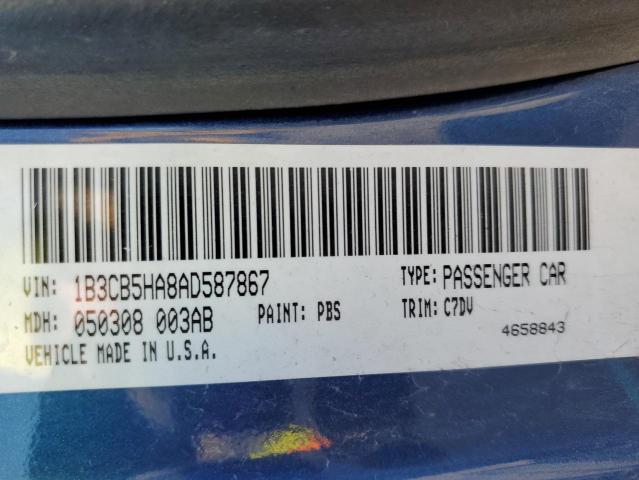 VIN: 1B3CB5HA8AD587867 TYPE: PASSENGER CAR
MDH: 050308 003AB PAINT: PBS TRIM: C7DV
VEHICLE MADE IN U.S.A. 4658843